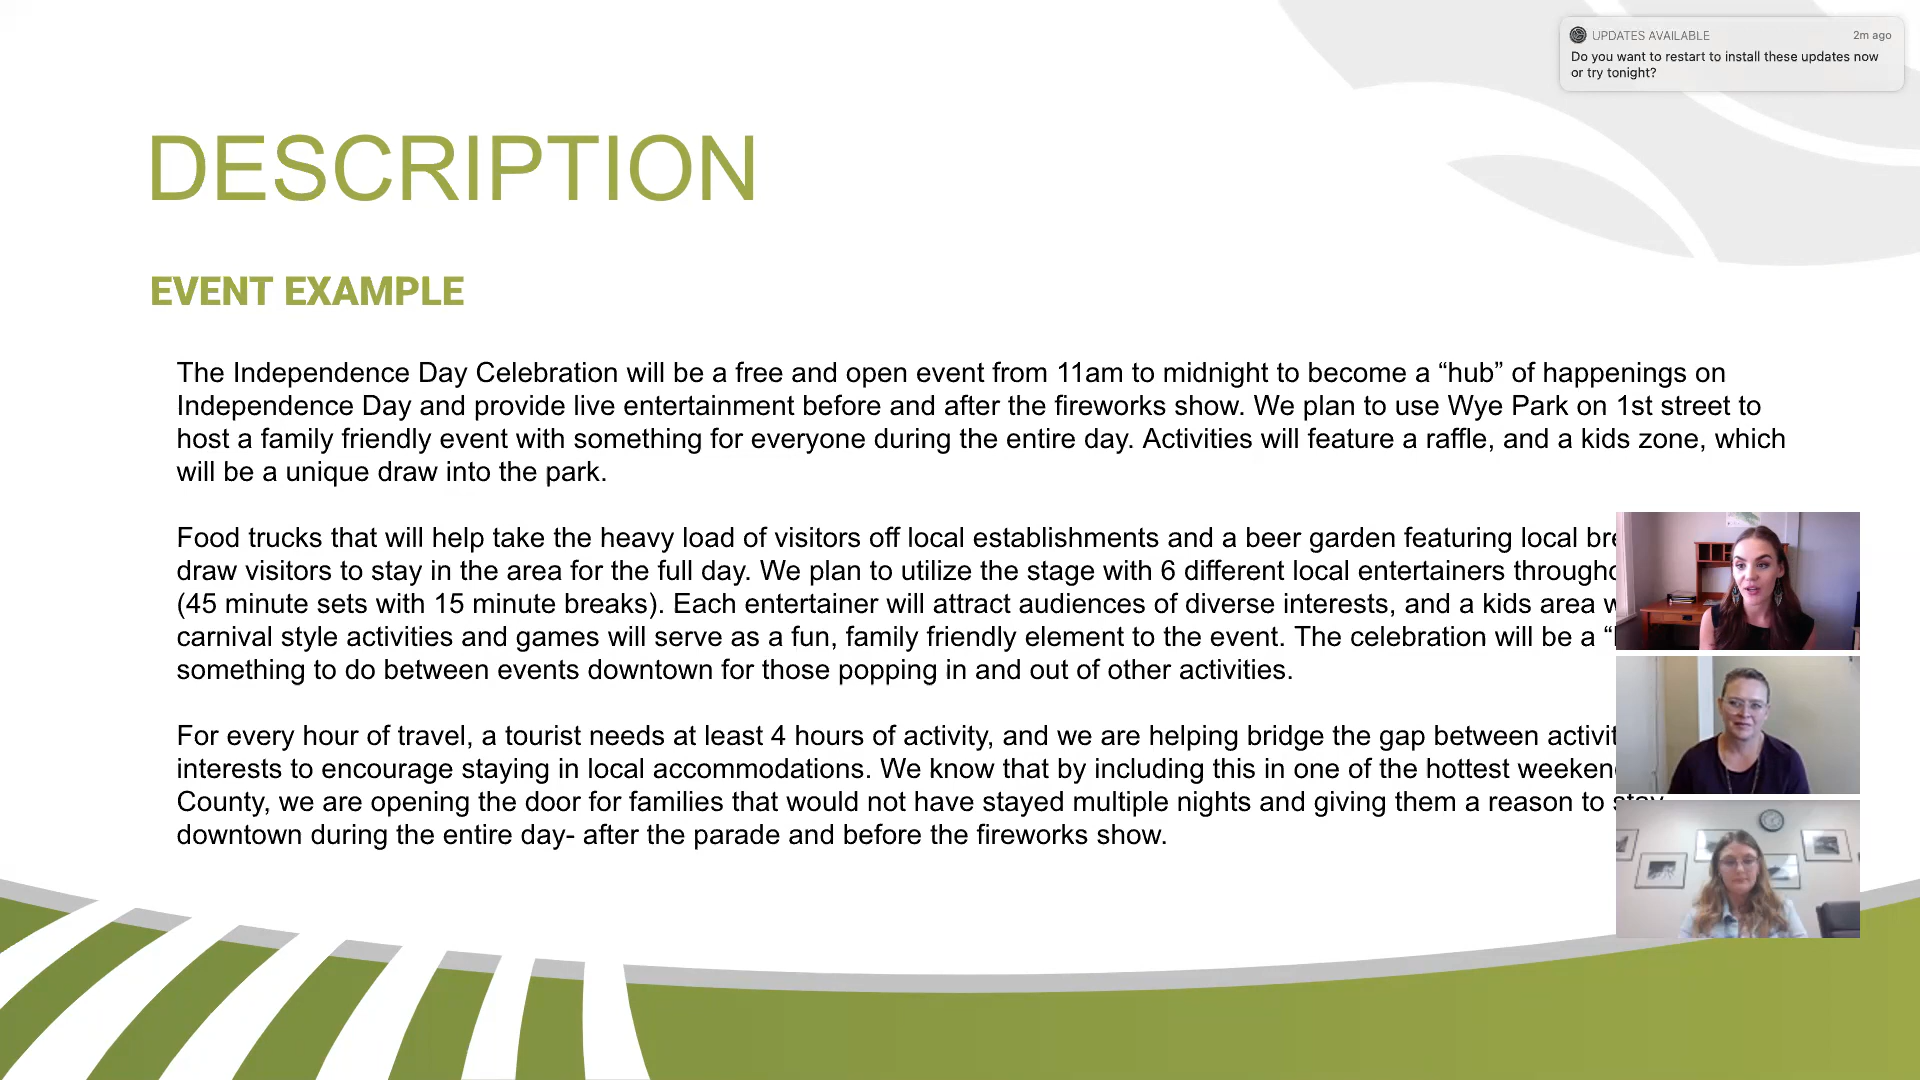 UPDATES AVAILABLE 2m ago
Do you want to restart to install these updates now
or try tonight?
DESCRIPTION
EVENT EXAMPLE
The Independence Day Celebration will be a free and open event from 11am to midnight to become a “hub” of happenings on
Independence Day and provide live entertainment before and after the fireworks show. We plan to use Wye Park on 1st street to
host a family friendly event with something for everyone during the entire day. Activities will feature a raffle, and a kids zone, which
will be a unique draw into the park.
Food trucks that will help take the heavy load of visitors off local establishments and a beer garden featuring local
draw visitors to stay in the area for the full day. We plan to utilize the stage with 6 different local entertainers
(45 minute sets with 15 minute breaks). Each entertainer will attract audiences of diverse interests, and a kids area
carnival style activities and games will serve as a fun, family friendly element to the event. The celebration will be a
something to do between events downtown for those popping in and out of other activities.
For every hour of travel, a tourist needs at least 4 hours of activity, and we are helping bridge the gap between
interests to encourage staying in local accommodations. We know that by including this in one of the hottest
County, we are opening the door for families that would not have stayed multiple nights and giving them a reason to stay
downtown during the entire day- after the parade and before the fireworks show.